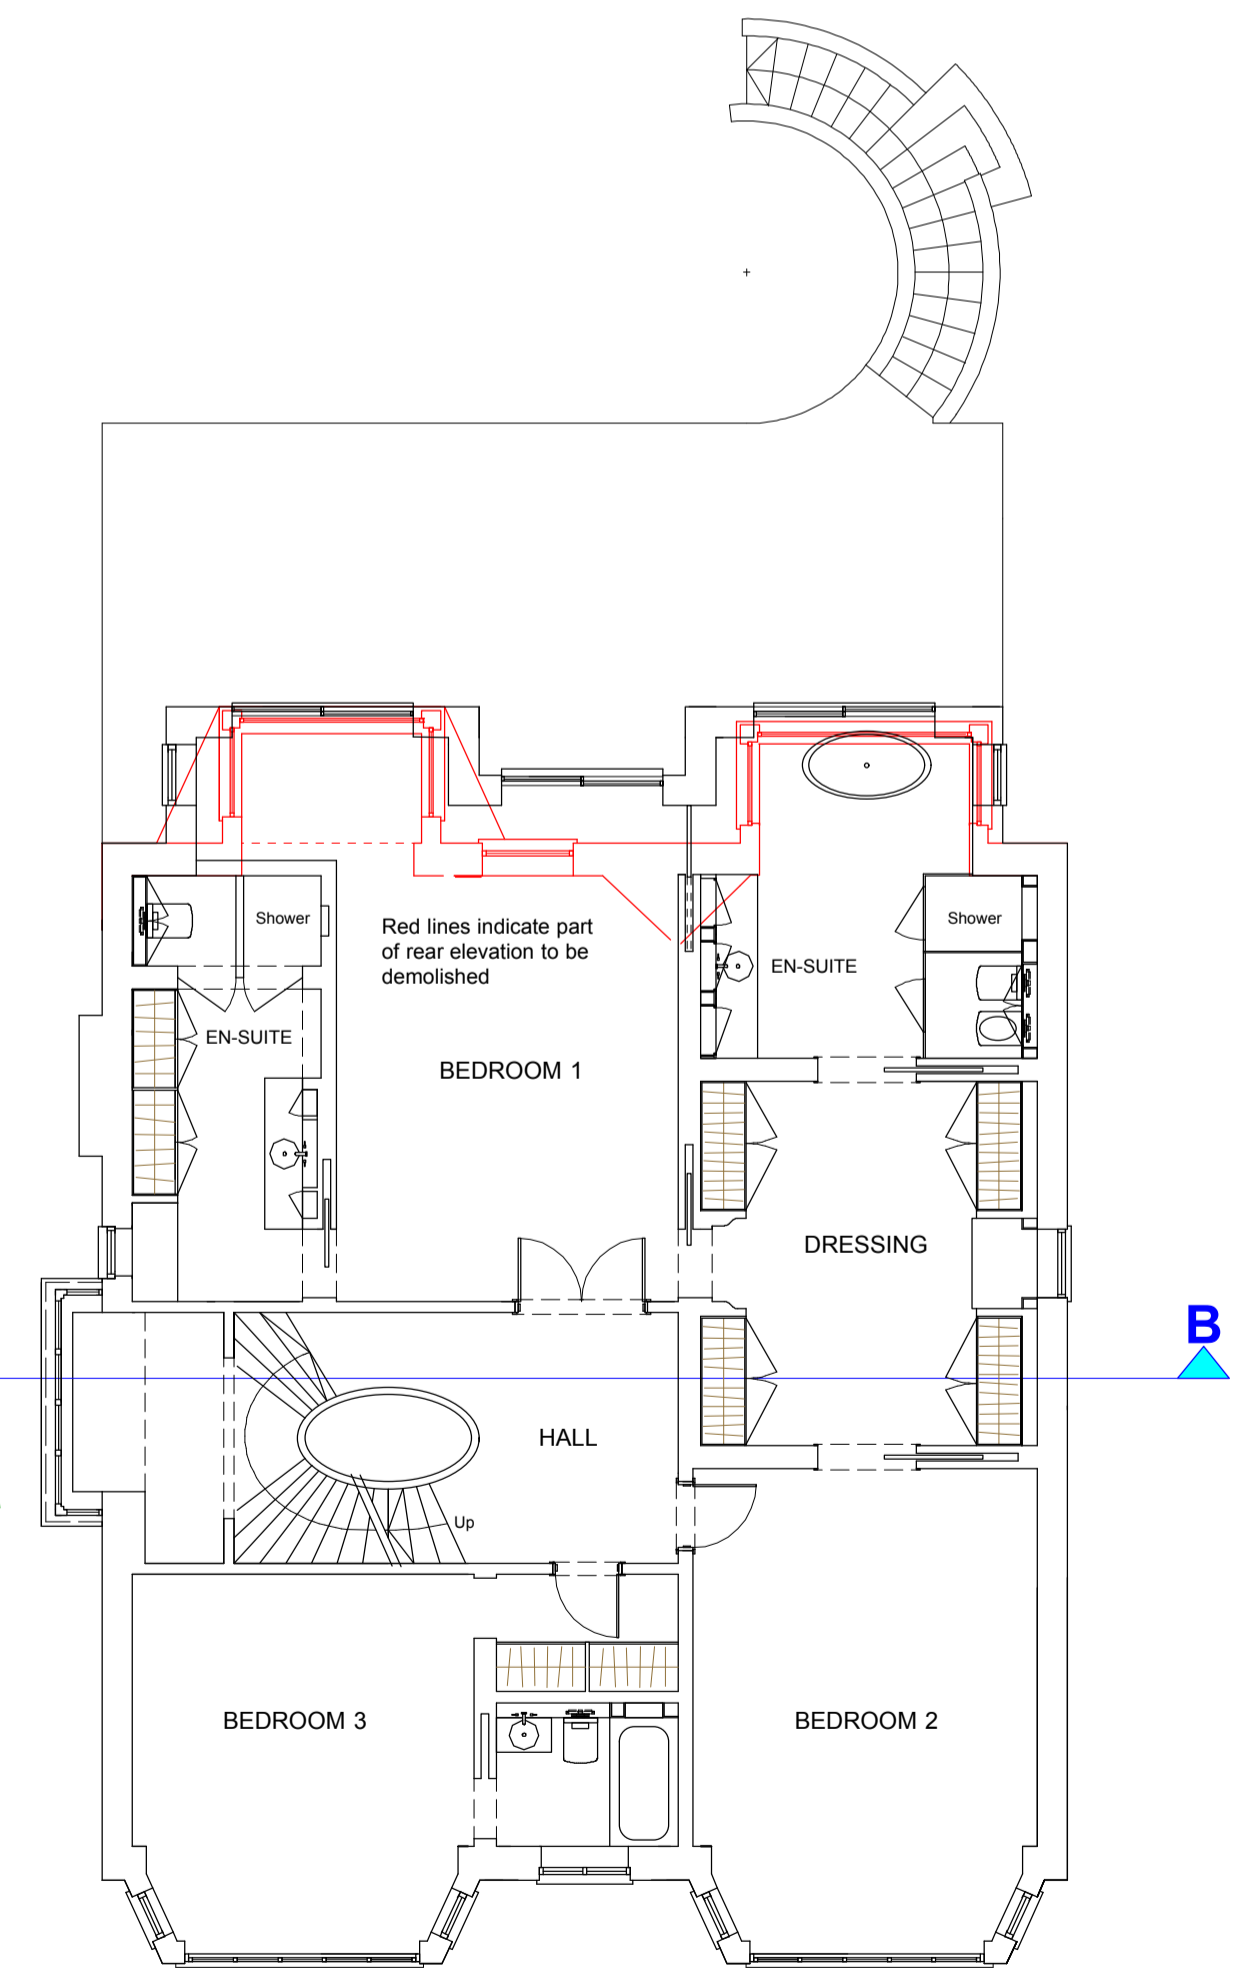 Shower
Red lines indicate part
of rear elevation to be
demolished
Shower
EN-SUITE
EN-SUITE
BEDROOM 1
DRESSING
B
HALL
Up
BEDROOM 3
BEDROOM 2